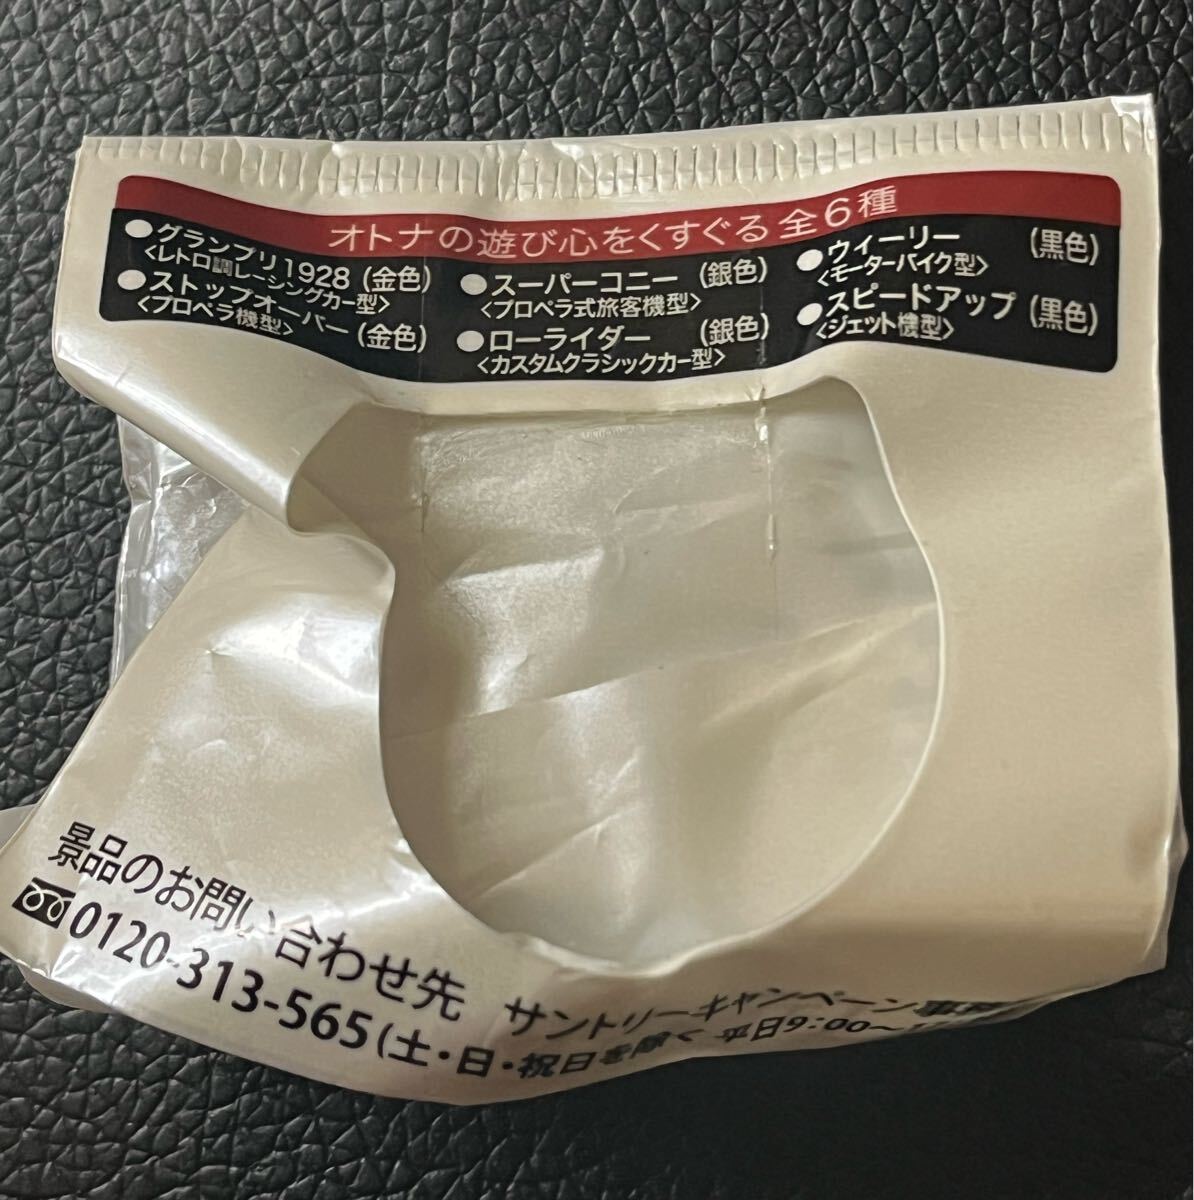 オトナの遊び心をくすぐる 全6種
●グランプリ1928 (金色)
<レトロ調レーシングカー型>
●ストップオーバー (金色)
<プロペラ機型>
●スーパーコニー (銀色)
<プロペラ式旅客機型>
●ローライダー (銀色)
<カスタムクラシックカー型>
●ウィーリー (黒色)
<モーターバイク型>
●スピードアップ (黒色)
<ジェット機型>
景品のお問い合わせ先 サントリーキャンペーン事務
0120-313-565(土・日・祝日を除く 平日9:00〜